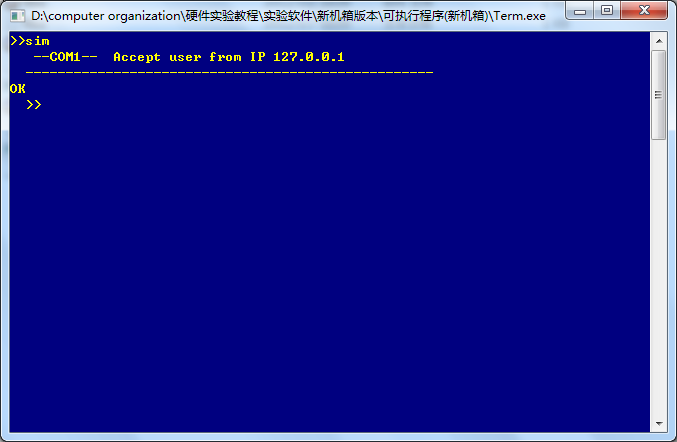 D:\computer organization\硬件实验教程\实验软件\新机箱版本\可执行程序(新机箱)\Term.exe
>>sim
--COM1-- Accept user from IP 127.0.0.1
---------------------------------------------------
OK
>>